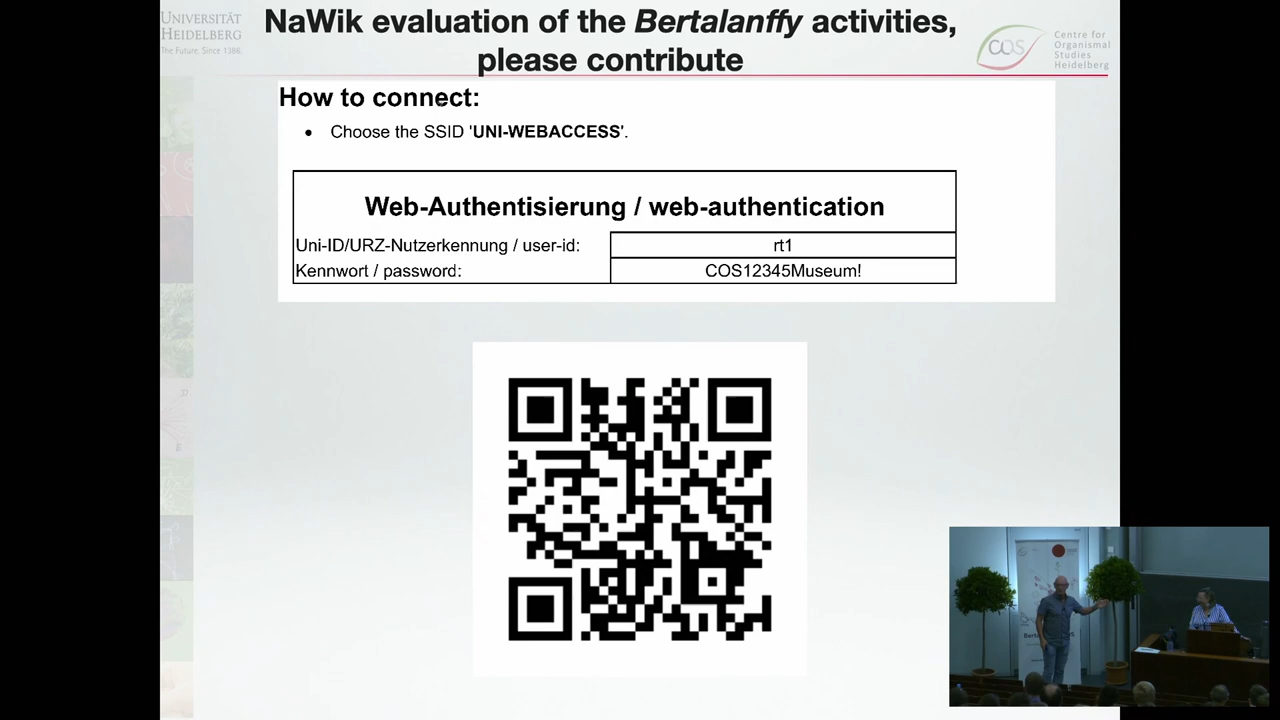 UNIVERSITÄT
HEIDELBERG
The Future. Since 1386.
NaWik evaluation of the Bertalanffy activities,
please contribute
COS
Centre for
Organismal
Studies
Heidelberg
How to connect:
• Choose the SSID 'UNI-WEBACCESS'.
Web-Authentisierung / web-authentication
Uni-ID/URZ-Nutzerkennung / user-id: rt1
Kennwort / password: COS12345Museum!